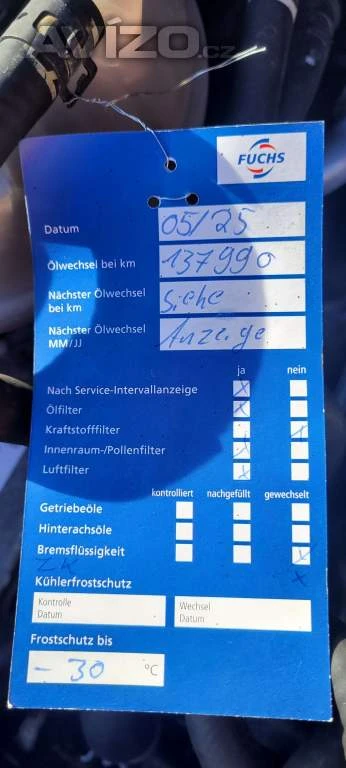 AVÍZO.cz
FUCHS
Datum 05/25
Ölwechsel bei km 137990
Nächster Ölwechsel bei km Siehe
Nächster Ölwechsel MM/JJ Anzeige
ja nein
Nach Service-Intervallanzeige x
Ölfilter x
Kraftstofffilter x
Innenraum-/Pollenfilter x
Luftfilter x
kontrolliert nachgefüllt gewechselt
Getriebeöle
Hinterachsöle
Bremsflüssigkeit x
ZK x
Kühlerfrostschutz
Kontrolle Wechsel
Datum Datum
Frostschutz bis
- 30 °C